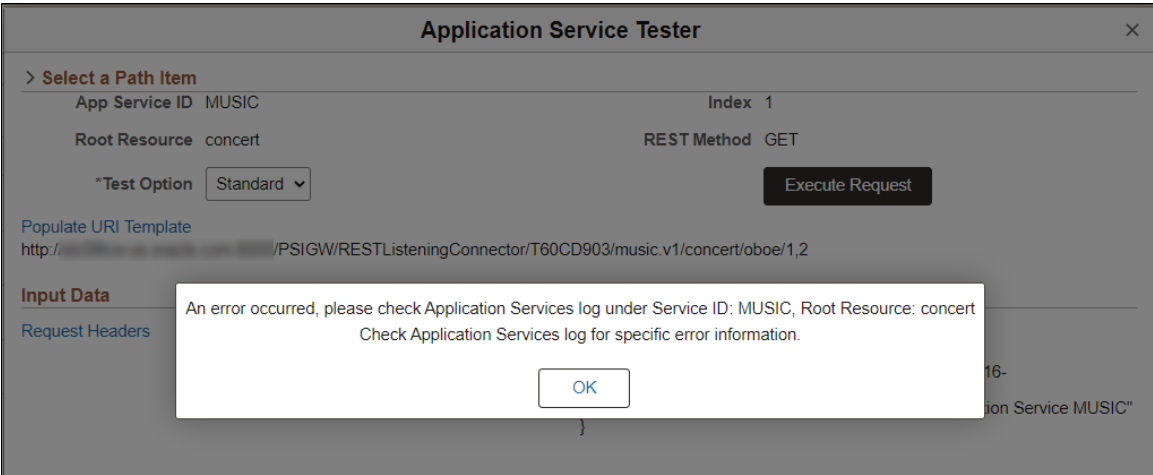 Application Service Tester
×
> Select a Path Item
App Service ID MUSIC Index 1
Root Resource concert REST Method GET
*Test Option Standard Execute Request
Populate URI Template
http:/ /PSIGW/RESTListeningConnector/T60CD903/music.v1/concert/oboe/1,2
Input Data
An error occurred, please check Application Services log under Service ID: MUSIC, Root Resource: concert
Request Headers
Check Application Services log for specific error information.
16-
OK
ion Service MUSIC"
}